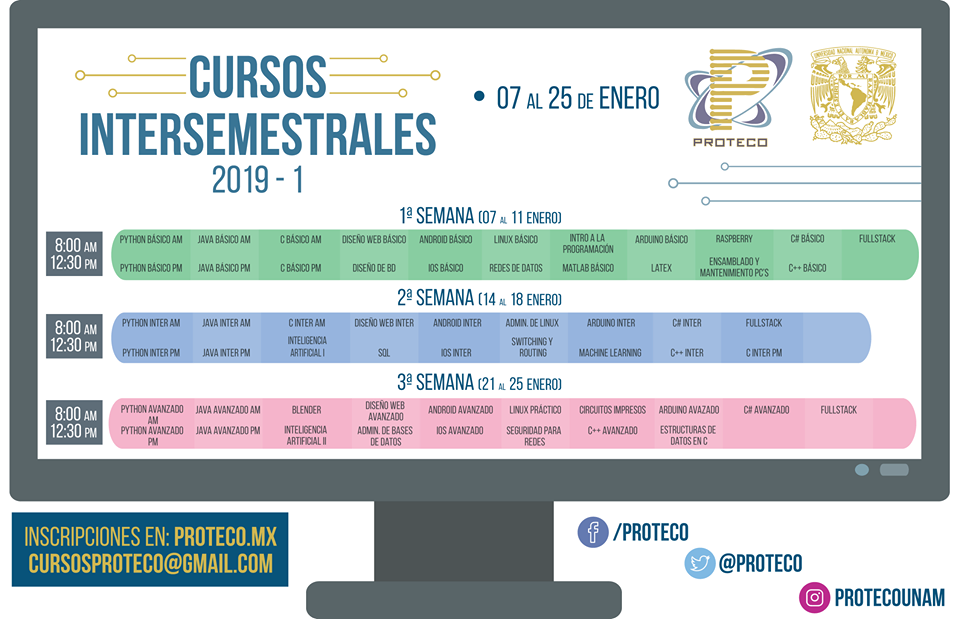 CURSOS
INTERSEMESTRALES
2019 - 1
• 07 AL 25 DE ENERO
PROTECO
UNIVERSIDAD NACIONAL AUTONOMA DE MEXICO
1ª SEMANA (07 AL 11 ENERO)
8:00 AM
12:30 PM
PYTHON BÁSICO AM JAVA BÁSICO AM C BÁSICO AM DISEÑO WEB BÁSICO ANDROID BÁSICO LINUX BÁSICO INTRO A LA PROGRAMACIÓN ARDUINO BÁSICO RASPBERRY C# BÁSICO FULLSTACK
PYTHON BÁSICO PM JAVA BÁSICO PM C BÁSICO PM DISEÑO DE BD IOS BÁSICO REDES DE DATOS MATLAB BÁSICO LATEX ENSAMBLADO Y MANTENIMIENTO PC'S C++ BÁSICO
2ª SEMANA (14 AL 18 ENERO)
8:00 AM
12:30 PM
PYTHON INTER AM JAVA INTER AM C INTER AM DISEÑO WEB INTER ANDROID INTER ADMIN. DE LINUX ARDUINO INTER C# INTER FULLSTACK
PYTHON INTER PM JAVA INTER PM INTELIGENCIA ARTIFICIAL I SQL IOS INTER SWITCHING Y ROUTING MACHINE LEARNING C++ INTER C INTER PM
3ª SEMANA (21 AL 25 ENERO)
8:00 AM
12:30 PM
PYTHON AVANZADO AM JAVA AVANZADO AM BLENDER DISEÑO WEB AVANZADO ANDROID AVANZADO LINUX PRÁCTICO CIRCUITOS IMPRESOS ARDUINO AVAZADO C# AVANZADO FULLSTACK
PYTHON AVANZADO PM JAVA AVANZADO PM INTELIGENCIA ARTIFICIAL II ADMIN. DE BASES DE DATOS IOS AVANZADO SEGURIDAD PARA REDES C++ AVANZADO ESTRUCTURAS DE DATOS EN C
INSCRIPCIONES EN: PROTECO.MX
CURSOSPROTECO@GMAIL.COM
/PROTECO
@PROTECO
PROTECOUNAM